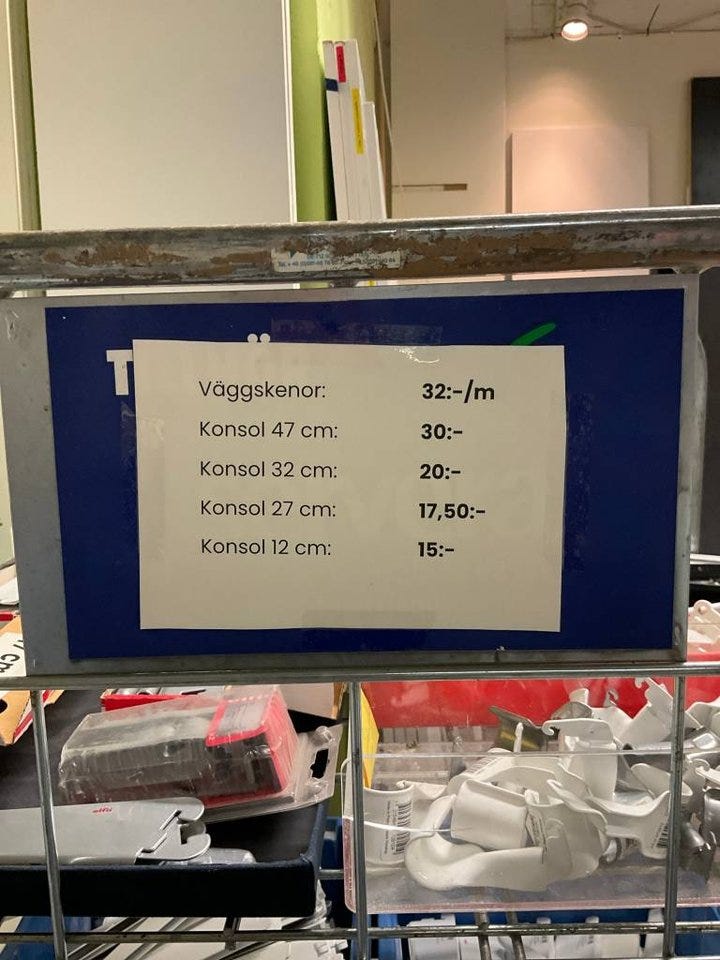 Väggskenor: 32:-/m
Konsol 47 cm: 30:-
Konsol 32 cm: 20:-
Konsol 27 cm: 17,50:-
Konsol 12 cm: 15:-